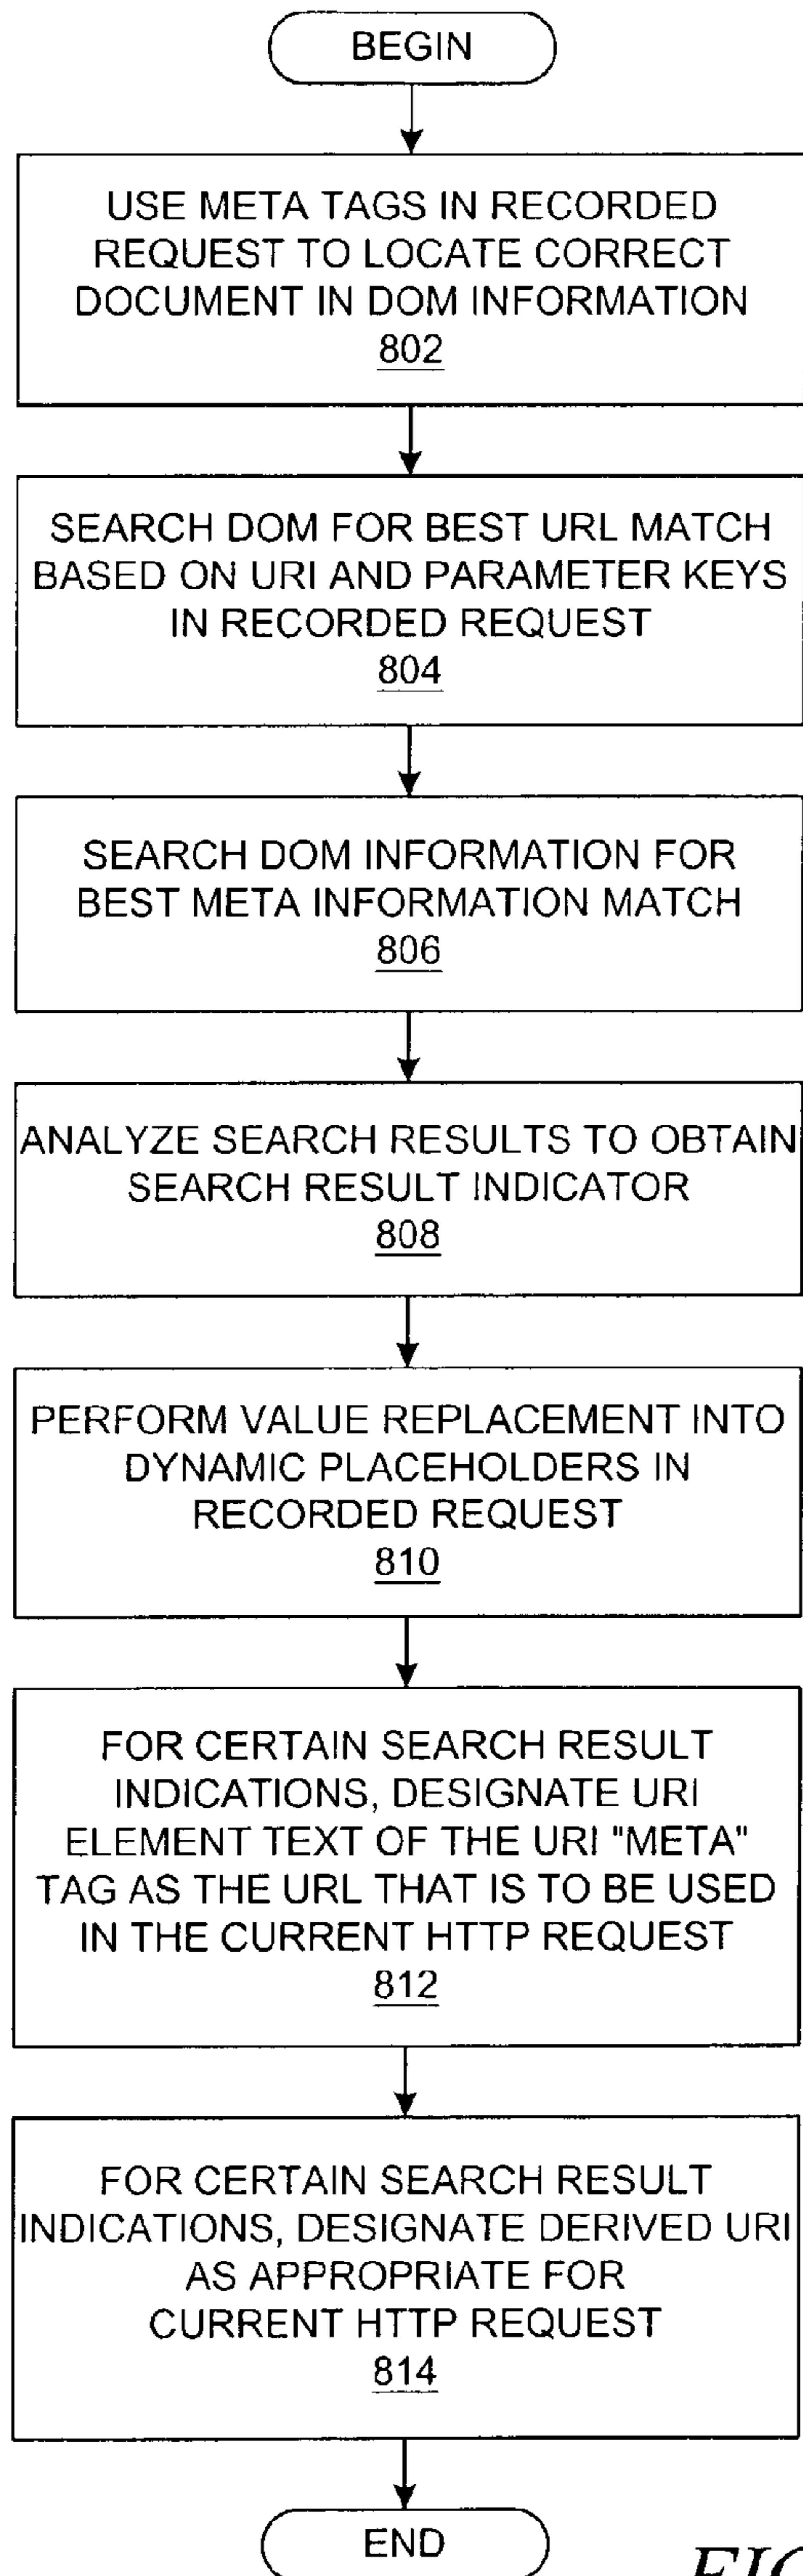 BEGIN
USE META TAGS IN RECORDED
REQUEST TO LOCATE CORRECT
DOCUMENT IN DOM INFORMATION
802
SEARCH DOM FOR BEST URL MATCH
BASED ON URI AND PARAMETER KEYS
IN RECORDED REQUEST
804
SEARCH DOM INFORMATION FOR
BEST META INFORMATION MATCH
806
ANALYZE SEARCH RESULTS TO OBTAIN
SEARCH RESULT INDICATOR
808
PERFORM VALUE REPLACEMENT INTO
DYNAMIC PLACEHOLDERS IN
RECORDED REQUEST
810
FOR CERTAIN SEARCH RESULT
INDICATIONS, DESIGNATE URI
ELEMENT TEXT OF THE URI "META"
TAG AS THE URL THAT IS TO BE USED
IN THE CURRENT HTTP REQUEST
812
FOR CERTAIN SEARCH RESULT
INDICATIONS, DESIGNATE DERIVED URI
AS APPROPRIATE FOR
CURRENT HTTP REQUEST
814
END